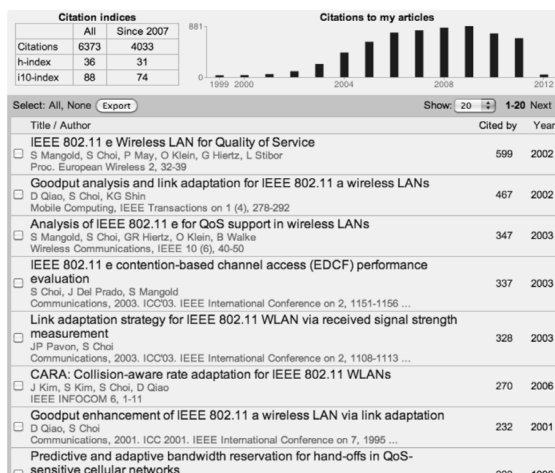 Citation indices
All Since 2007
Citations 6373 4033
h-index 36 31
i10-index 88 74
Citations to my articles
881
0
1999 2000 2004 2008 2012
Select: All, None Export Show: 20 1-20 Next
Title / Author Cited by Year
IEEE 802.11 e Wireless LAN for Quality of Service
S Mangold, S Choi, P May, O Klein, G Hiertz, L Stibor
Proc. European Wireless 2, 32-39
599 2002
Goodput analysis and link adaptation for IEEE 802.11 a wireless LANs
D Qiao, S Choi, KG Shin
Mobile Computing, IEEE Transactions on 1 (4), 278-292
467 2002
Analysis of IEEE 802.11 e for QoS support in wireless LANs
S Mangold, S Choi, GR Hiertz, O Klein, B Walke
Wireless Communications, IEEE 10 (6), 40-50
347 2003
IEEE 802.11 e contention-based channel access (EDCF) performance
evaluation
S Choi, J Del Prado, S Mangold
Communications, 2003. ICC'03. IEEE International Conference on 2, 1151-1156 ...
337 2003
Link adaptation strategy for IEEE 802.11 WLAN via received signal strength
measurement
JP Pavon, S Choi
Communications, 2003. ICC'03. IEEE International Conference on 2, 1108-1113 ...
328 2003
CARA: Collision-aware rate adaptation for IEEE 802.11 WLANs
J Kim, S Kim, S Choi, D Qiao
IEEE INFOCOM 6, 1-11
270 2006
Goodput enhancement of IEEE 802.11 a wireless LAN via link adaptation
D Qiao, S Choi
Communications, 2001. ICC 2001. IEEE International Conference on 7, 1995 ...
232 2001
Predictive and adaptive bandwidth reservation for hand-offs in QoS-
sensitive cellular networks